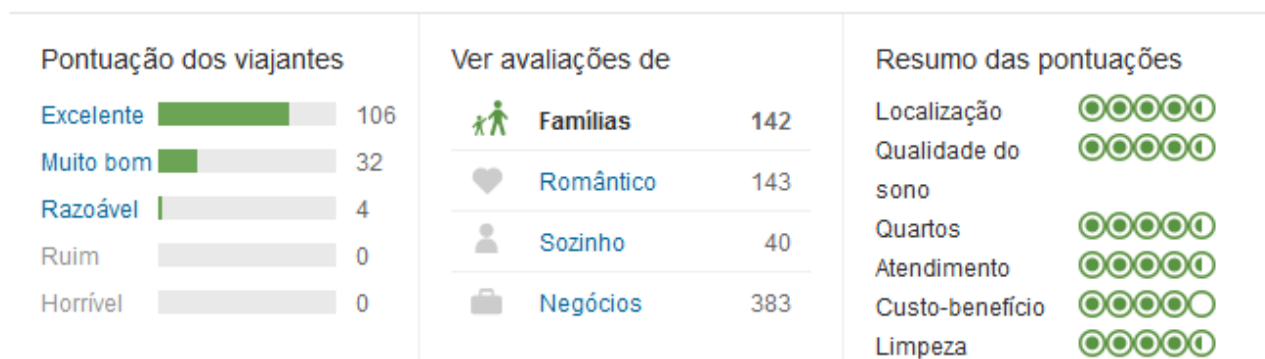 Pontuação dos viajantes
Excelente 106
Muito bom 32
Razoável 4
Ruim 0
Horrível 0
Ver avaliações de
Famílias 142
Romântico 143
Sozinho 40
Negócios 383
Resumo das pontuações
Localização
Qualidade do
sono
Quartos
Atendimento
Custo-benefício
Limpeza